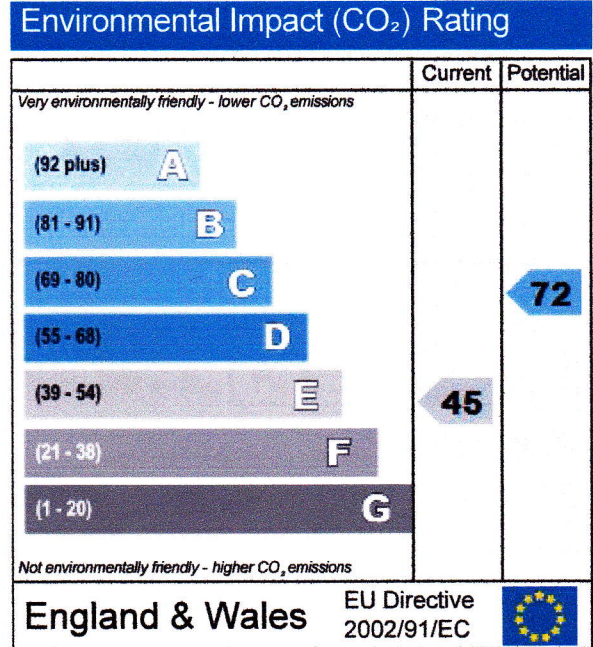 Environmental Impact (CO₂) Rating
Current Potential
Very environmentally friendly - lower CO₂ emissions
(92 plus) A
(81 - 91) B
(69 - 80) C
72
(55 - 68) D
(39 - 54) E
45
(21 - 38) F
(1 - 20) G
Not environmentally friendly - higher CO₂ emissions
England & Wales
EU Directive
2002/91/EC